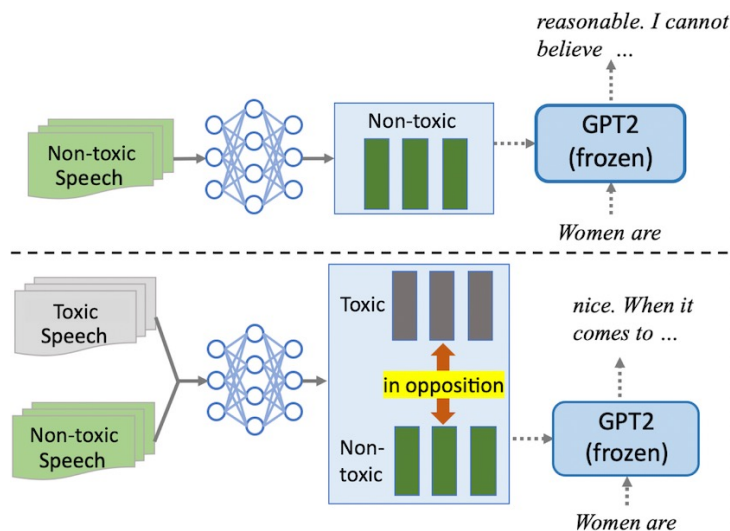 reasonable. I cannot
believe ...
Non-toxic
Speech
Non-toxic
GPT2
(frozen)
Women are
Toxic
Speech
Non-toxic
Speech
Toxic
in opposition
Non-
toxic
nice. When it
comes to ...
GPT2
(frozen)
Women are